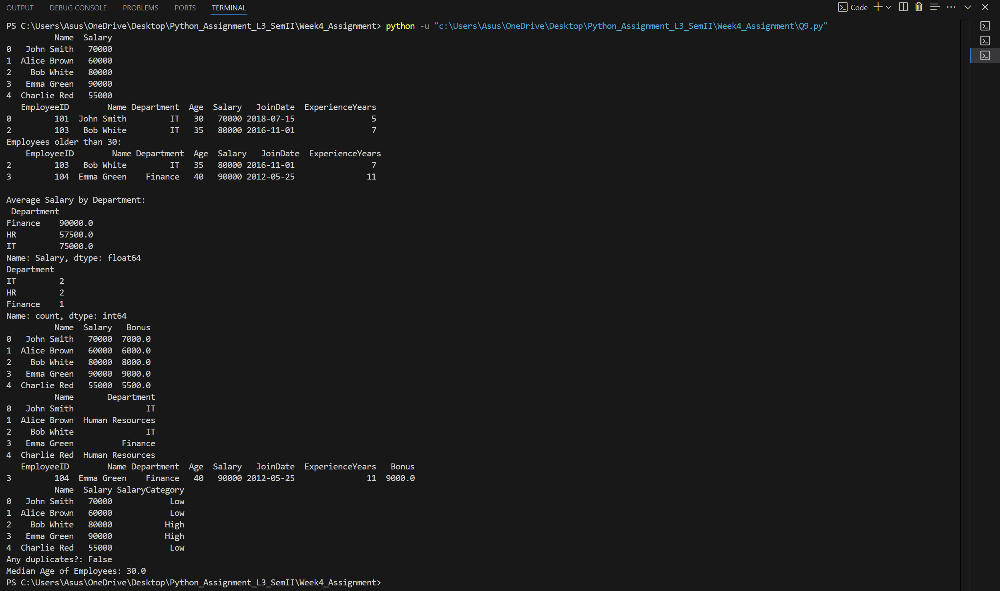 OUTPUT DEBUG CONSOLE PROBLEMS PORTS TERMINAL Code
PS C:\Users\Asus\OneDrive\Desktop\Python_Assignment_L3_SemII\Week4_Assignment> python -u "c:\Users\Asus\OneDrive\Desktop\Python_Assignment_L3_SemII\Week4_Assignment\Q9.py"
          Name  Salary
0   John Smith   70000
1  Alice Brown   60000
2    Bob White   80000
3   Emma Green   90000
4  Charlie Red   55000
   EmployeeID        Name Department  Age  Salary   JoinDate  ExperienceYears
0         101  John Smith         IT   30   70000 2018-07-15                5
2         103   Bob White         IT   35   80000 2016-11-01                7
Employees older than 30:
    EmployeeID        Name Department  Age  Salary   JoinDate  ExperienceYears
2         103   Bob White         IT   35   80000 2016-11-01                7
3         104  Emma Green    Finance   40   90000 2012-05-25               11

Average Salary by Department:
 Department
Finance    90000.0
HR         57500.0
IT         75000.0
Name: Salary, dtype: float64
Department
IT         2
HR         2
Finance    1
Name: count, dtype: int64
          Name  Salary   Bonus
0   John Smith   70000  7000.0
1  Alice Brown   60000  6000.0
2    Bob White   80000  8000.0
3   Emma Green   90000  9000.0
4  Charlie Red   55000  5500.0
          Name       Department
0   John Smith               IT
1  Alice Brown  Human Resources
2    Bob White               IT
3   Emma Green          Finance
4  Charlie Red  Human Resources
   EmployeeID        Name Department  Age  Salary   JoinDate  ExperienceYears   Bonus
3         104  Emma Green    Finance   40   90000 2012-05-25               11  9000.0
          Name  Salary SalaryCategory
0   John Smith   70000            Low
1  Alice Brown   60000            Low
2    Bob White   80000           High
3   Emma Green   90000           High
4  Charlie Red   55000            Low
Any duplicates?: False
Median Age of Employees: 30.0
PS C:\Users\Asus\OneDrive\Desktop\Python_Assignment_L3_SemII\Week4_Assignment>